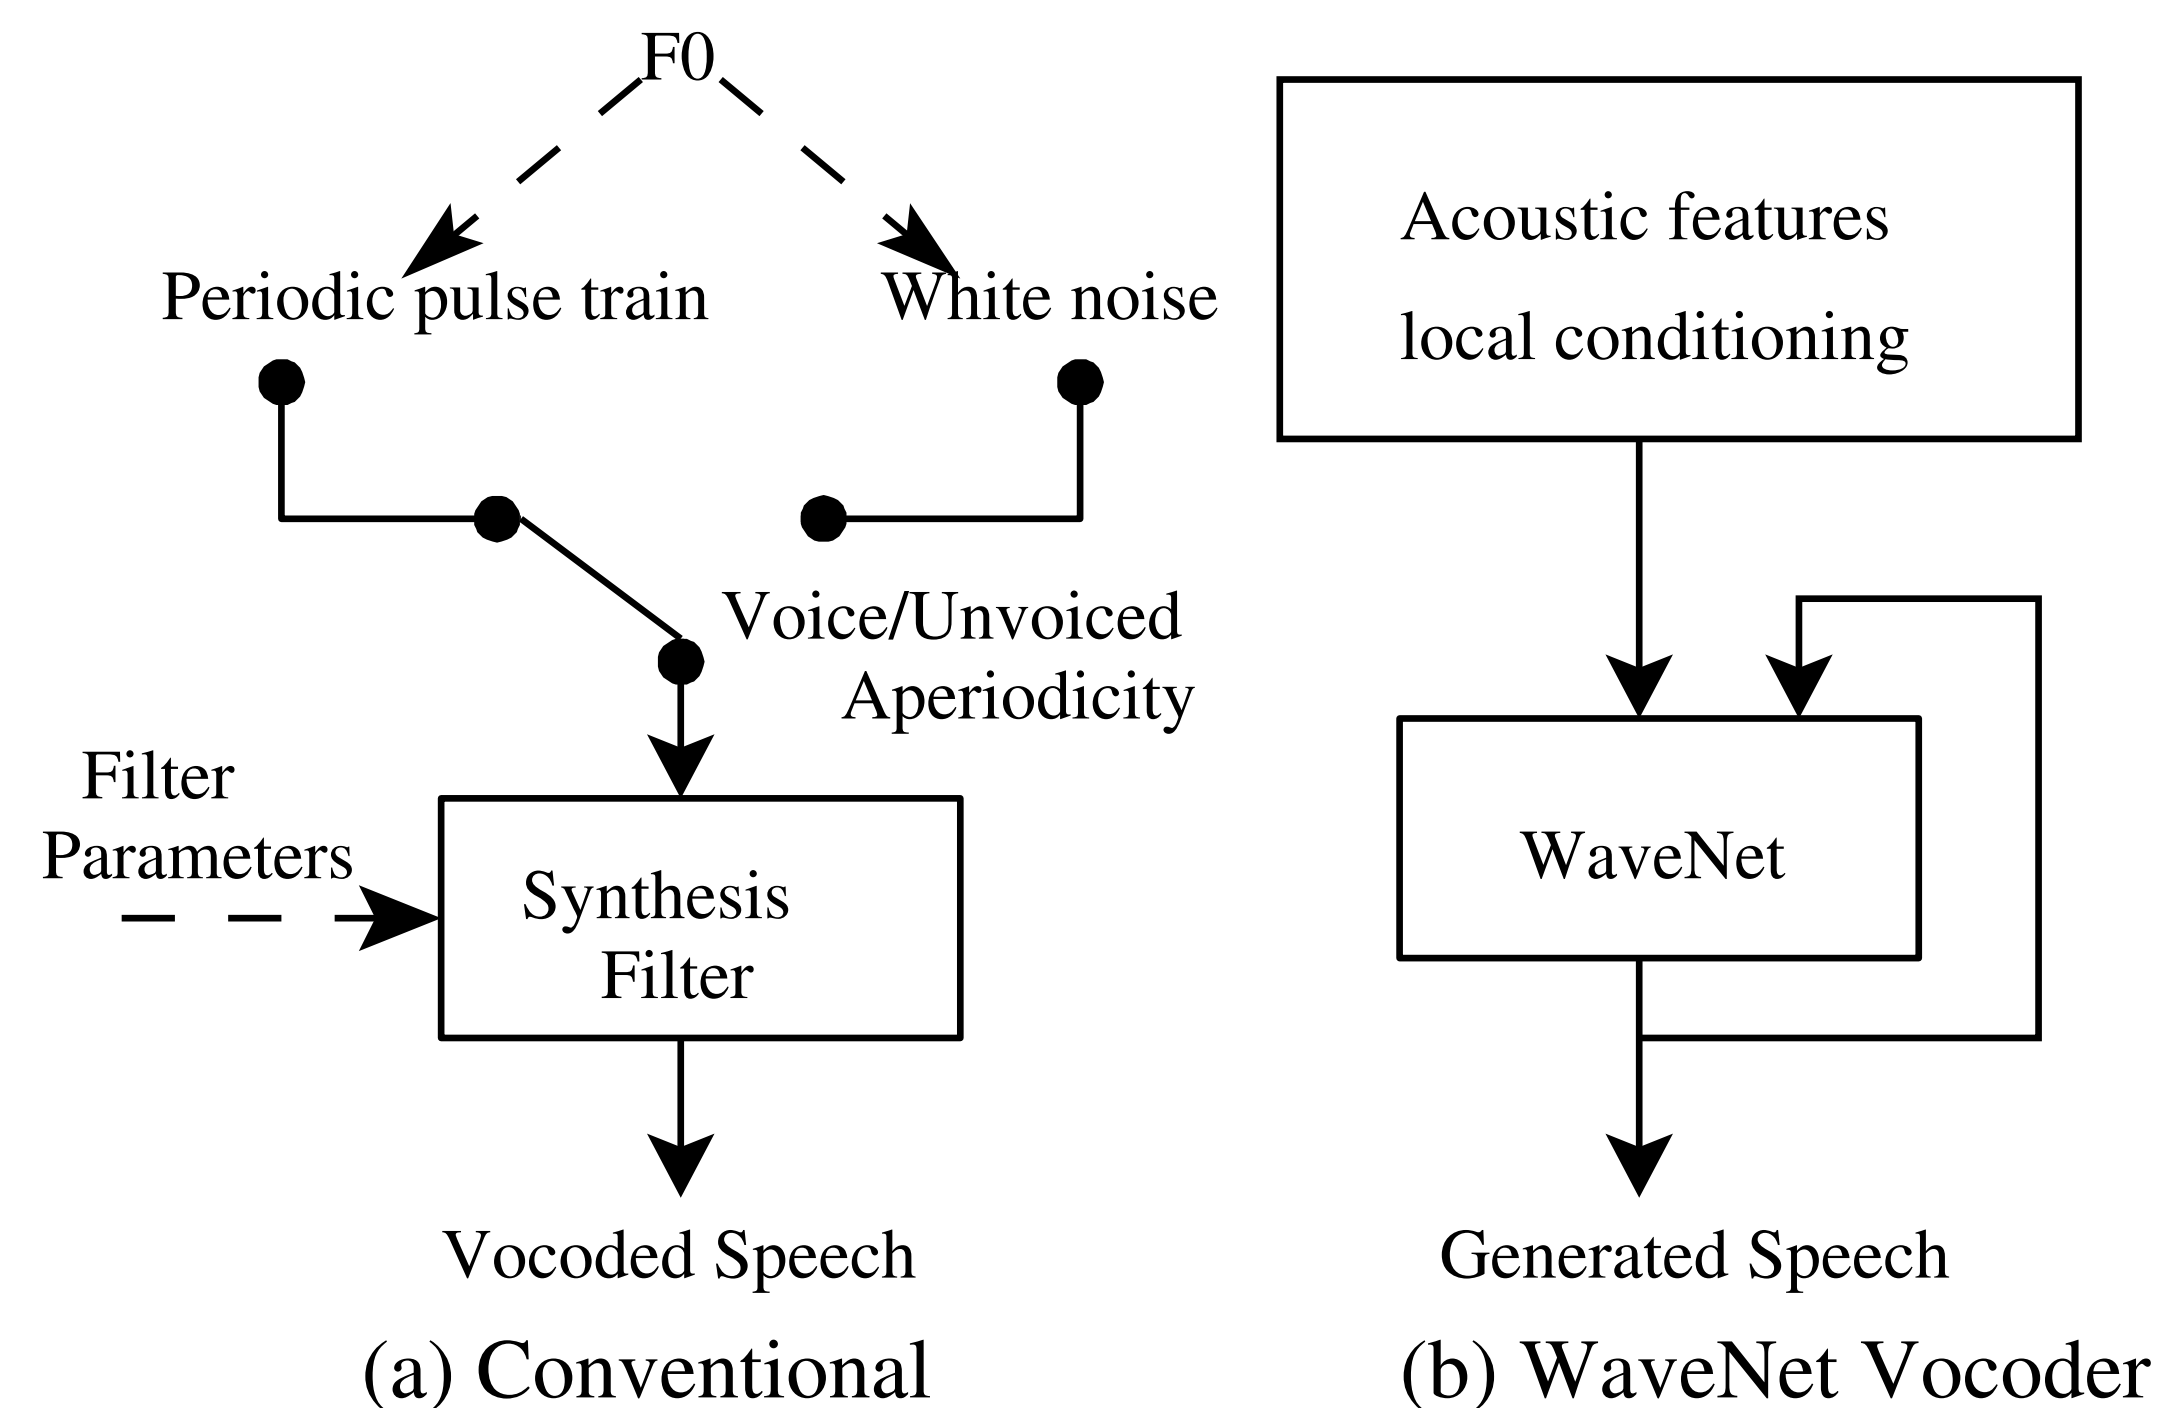 F0
Periodic pulse train
White noise
Voice/Unvoiced
Aperiodicity
Filter
Parameters
Synthesis
Filter
Vocoded Speech
(a) Conventional
Acoustic features
local conditioning
WaveNet
Generated Speech
(b) WaveNet Vocoder